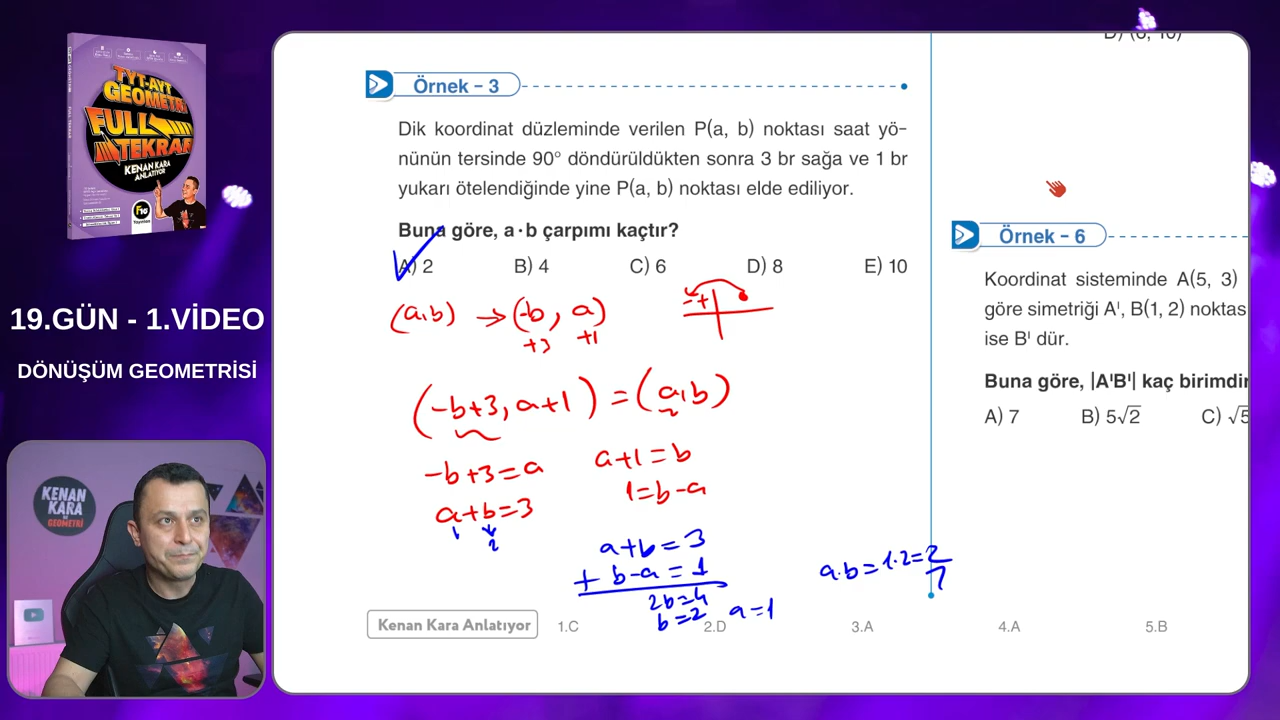 TYT-AYT
GEOMETRİ
FULL
TEKRAR
KENAN KARA
ANLATIYOR
19.GÜN - 1.VİDEO
DÖNÜŞÜM GEOMETRİSİ
KENAN
KARA
GEOMETRİ
Örnek – 3
Dik koordinat düzleminde verilen P(a, b) noktası saat yö-
nünün tersinde 90° döndürüldükten sonra 3 br sağa ve 1 br
yukarı ötelendiğinde yine P(a, b) noktası elde ediliyor.
Buna göre, a · b çarpımı kaçtır?
A) 2 B) 4 C) 6 D) 8 E) 10
(a,b) → (-b, a)
+3 +1
- +
(-b+3, a+1) = (a,b)
-b+3=a a+1=b
a+b=3 1=b-a
1 2
a+b=3
+ b-a=1
2b=4
b=2 a=1
a.b=1.2=2
D) (6, 10)
Örnek – 6
Koordinat sisteminde A(5, 3)
göre simetriği A', B(1, 2) noktas
ise B' dür.
Buna göre, |A'B'| kaç birimdir
A) 7 B) 5√2 C) √5
Kenan Kara Anlatıyor 1.C 2.D 3.A 4.A 5.B